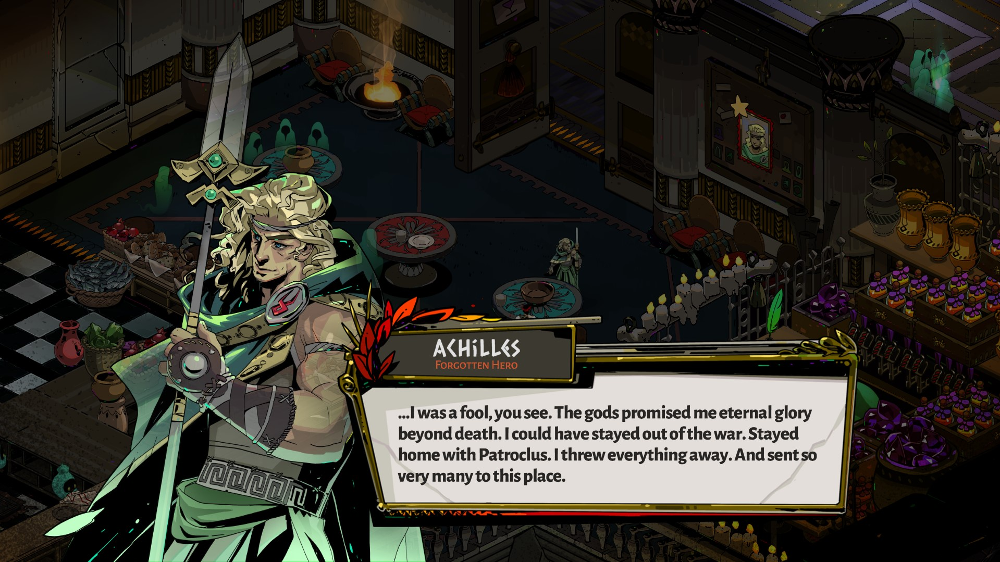 ACHiLLES
Forgotten Hero
...I was a fool, you see. The gods promised me eternal glory
beyond death. I could have stayed out of the war. Stayed
home with Patroclus. I threw everything away. And sent so
very many to this place.